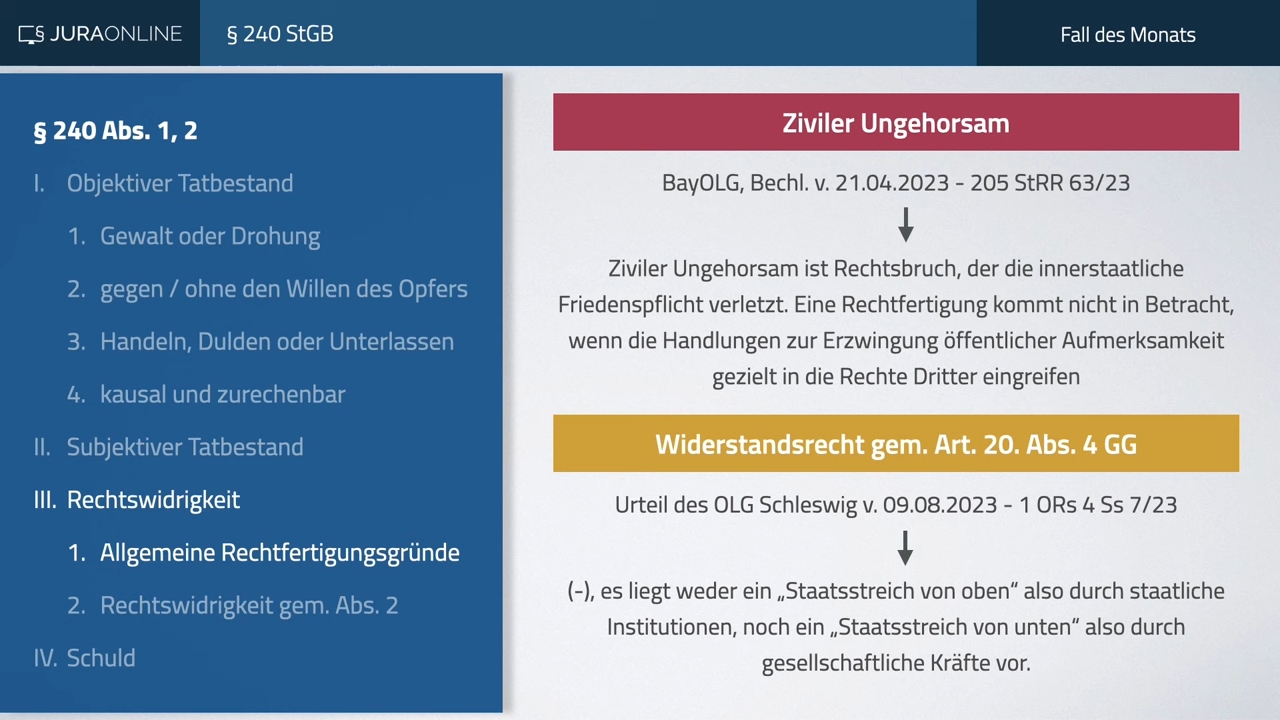 § JURAONLINE
§ 240 StGB
Fall des Monats
§ 240 Abs. 1, 2
I. Objektiver Tatbestand
1. Gewalt oder Drohung
2. gegen / ohne den Willen des Opfers
3. Handeln, Dulden oder Unterlassen
4. kausal und zurechenbar
II. Subjektiver Tatbestand
III. Rechtswidrigkeit
1. Allgemeine Rechtfertigungsgründe
2. Rechtswidrigkeit gem. Abs. 2
IV. Schuld
Ziviler Ungehorsam
BayOLG, Bechl. v. 21.04.2023 - 205 StRR 63/23
Ziviler Ungehorsam ist Rechtsbruch, der die innerstaatliche
Friedenspflicht verletzt. Eine Rechtfertigung kommt nicht in Betracht,
wenn die Handlungen zur Erzwingung öffentlicher Aufmerksamkeit
gezielt in die Rechte Dritter eingreifen
Widerstandsrecht gem. Art. 20. Abs. 4 GG
Urteil des OLG Schleswig v. 09.08.2023 - 1 ORs 4 Ss 7/23
(-), es liegt weder ein „Staatsstreich von oben“ also durch staatliche
Institutionen, noch ein „Staatsstreich von unten“ also durch
gesellschaftliche Kräfte vor.